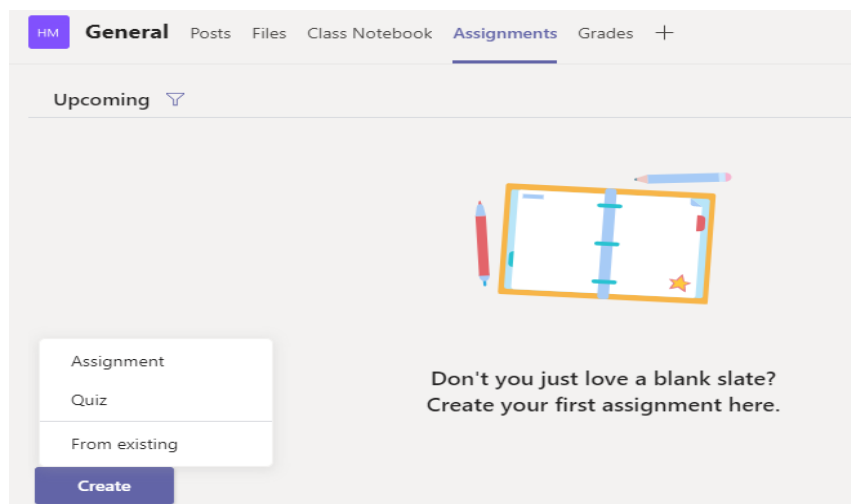 HM General Posts Files Class Notebook Assignments Grades +
Upcoming
Don't you just love a blank slate?
Create your first assignment here.
Assignment
Quiz
From existing
Create